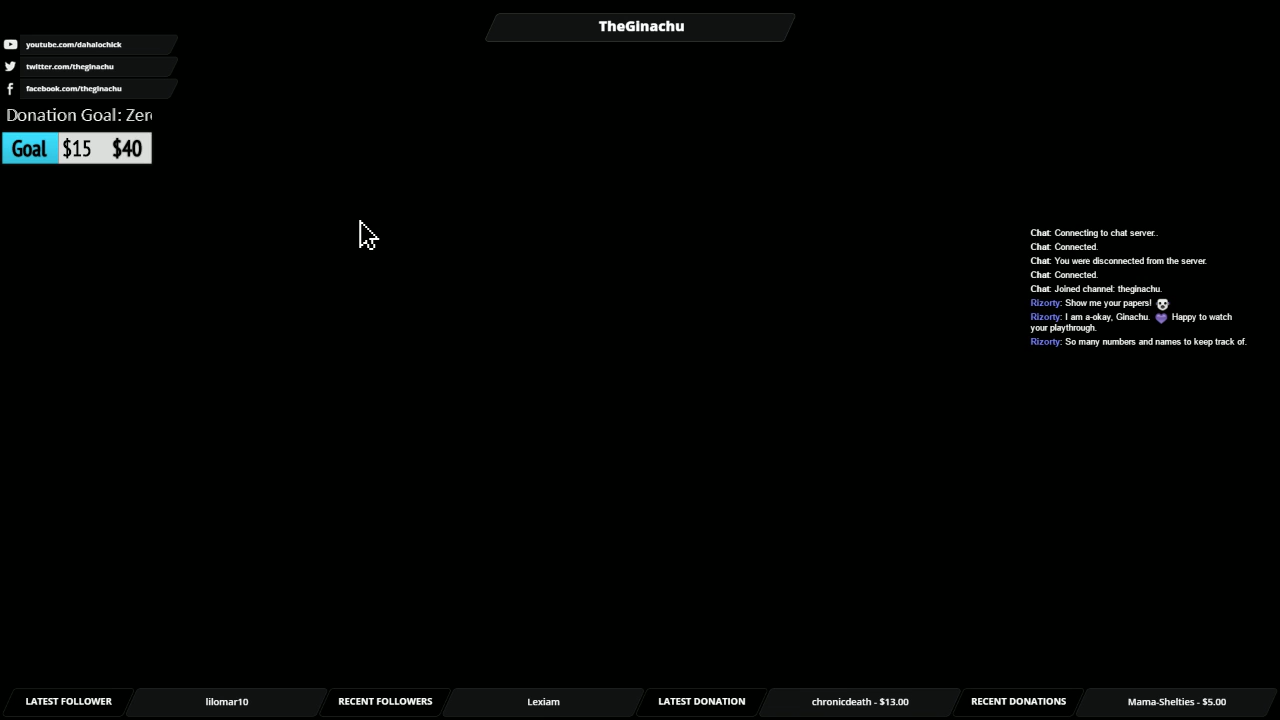 TheGinachu
youtube.com/dahalochick
twitter.com/theginachu
facebook.com/theginachu
Donation Goal:
Goal $15 $40
Chat: Connecting to chat server..
Chat: Connected.
Chat: You were disconnected from the server.
Chat: Connected.
Chat: Joined channel: theginachu.
Rizorty: Show me your papers!
Rizorty: I am a-okay, Ginachu. Happy to watch
your playthrough.
Rizorty: So many numbers and names to keep track of.
LATEST FOLLOWER lilomar10 RECENT FOLLOWERS Lexiam LATEST DONATION chronicdeath - $13.00 RECENT DONATIONS Mama-Shelties - $5.00